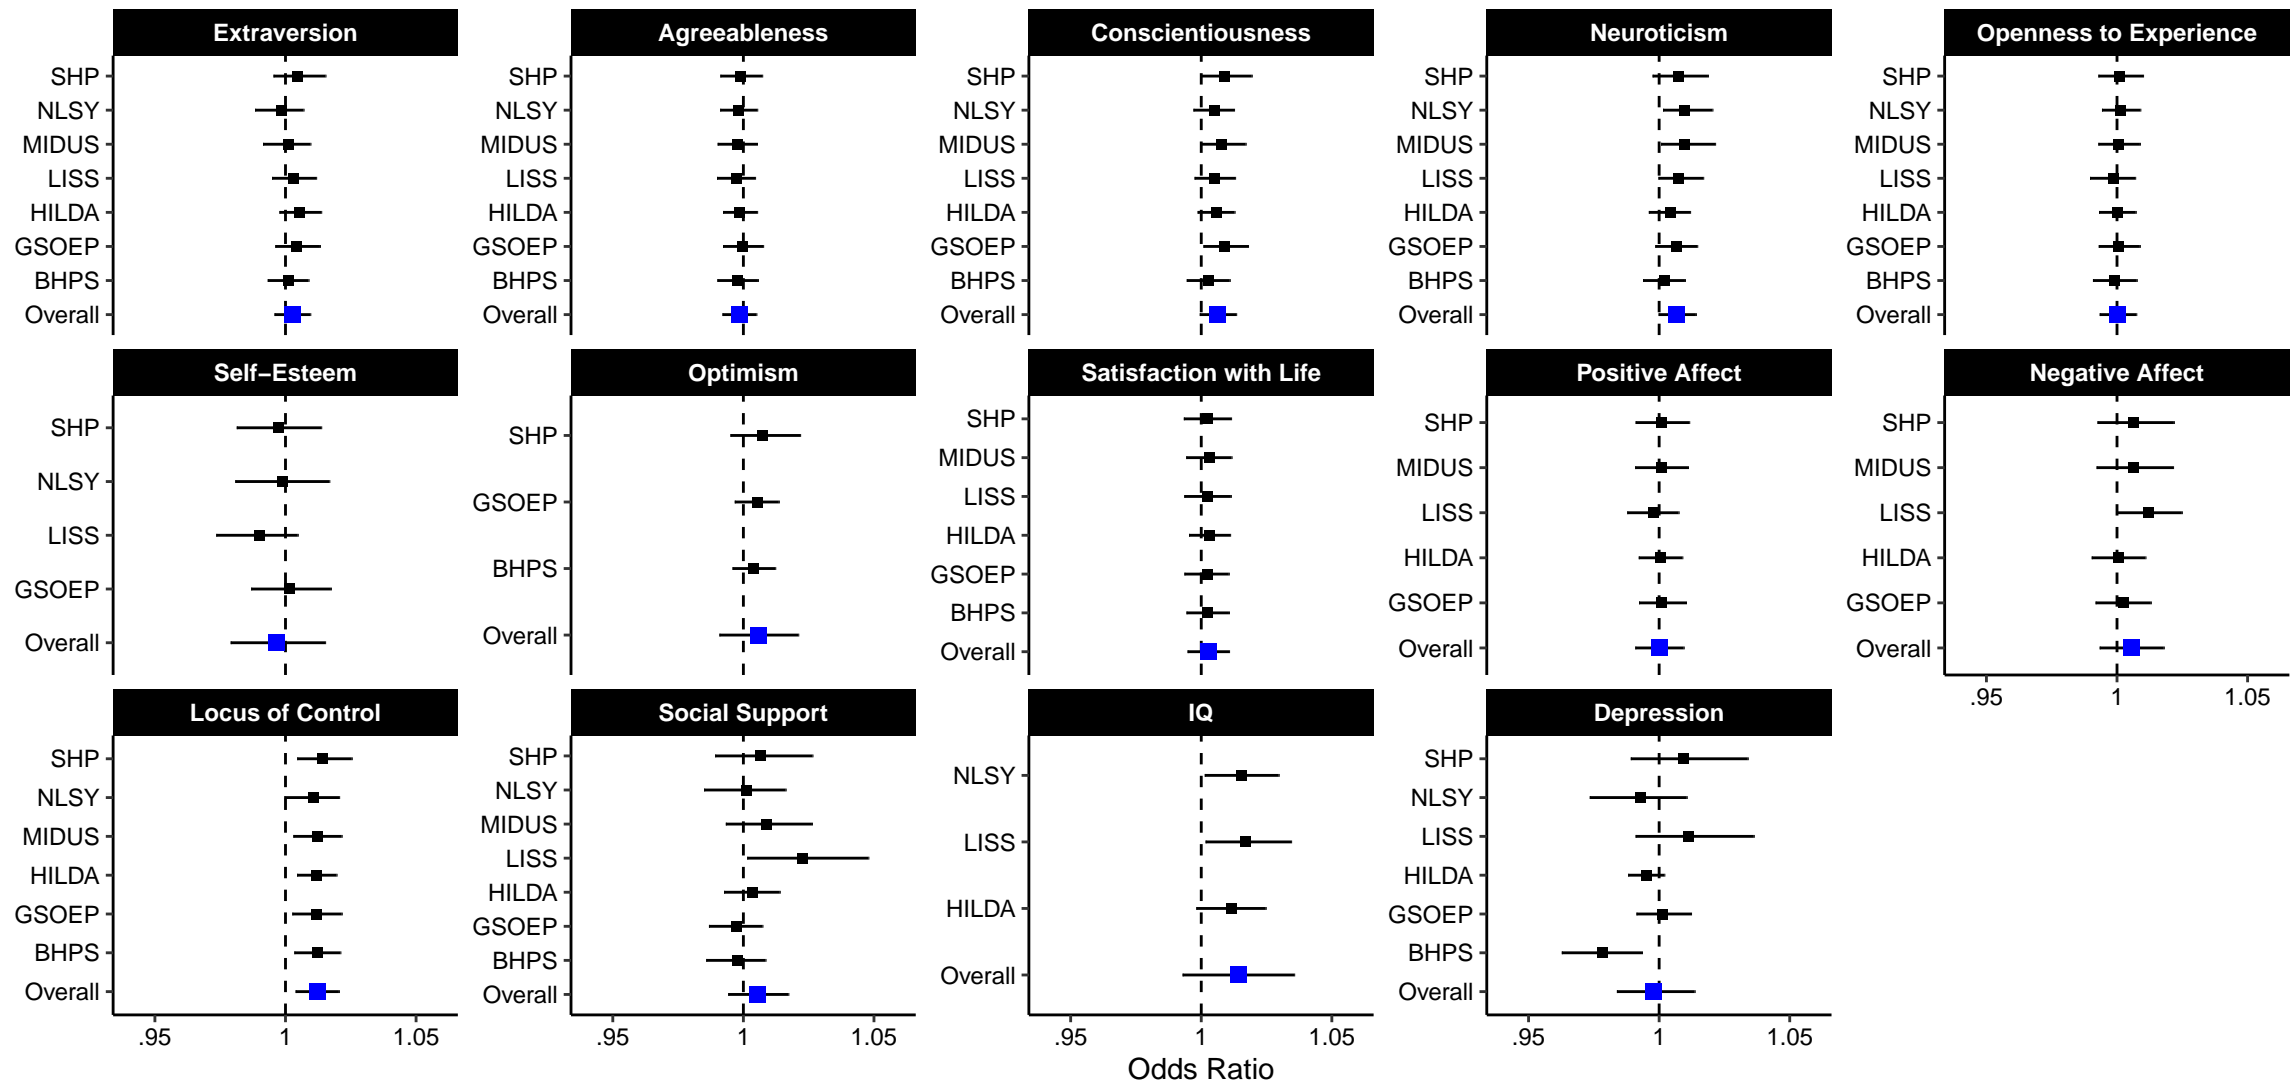 Extraversion
SHP
NLSY
MIDUS
LISS
HILDA
GSOEP
BHPS
Overall
Agreeableness
SHP
NLSY
MIDUS
LISS
HILDA
GSOEP
BHPS
Overall
Conscientiousness
SHP
NLSY
MIDUS
LISS
HILDA
GSOEP
BHPS
Overall
Neuroticism
SHP
NLSY
MIDUS
LISS
HILDA
GSOEP
BHPS
Overall
Openness to Experience
SHP
NLSY
MIDUS
LISS
HILDA
GSOEP
BHPS
Overall
Self−Esteem
SHP
NLSY
LISS
GSOEP
Overall
Optimism
SHP
GSOEP
BHPS
Overall
Satisfaction with Life
SHP
MIDUS
LISS
HILDA
GSOEP
BHPS
Overall
Positive Affect
SHP
MIDUS
LISS
HILDA
GSOEP
Overall
Negative Affect
SHP
MIDUS
LISS
HILDA
GSOEP
Overall
.95 1 1.05
Locus of Control
SHP
NLSY
MIDUS
HILDA
GSOEP
BHPS
Overall
.95 1 1.05
Social Support
SHP
NLSY
MIDUS
LISS
HILDA
GSOEP
BHPS
Overall
.95 1 1.05
IQ
NLSY
LISS
HILDA
Overall
.95 1 1.05
Depression
SHP
NLSY
LISS
HILDA
GSOEP
BHPS
Overall
.95 1 1.05
Odds Ratio